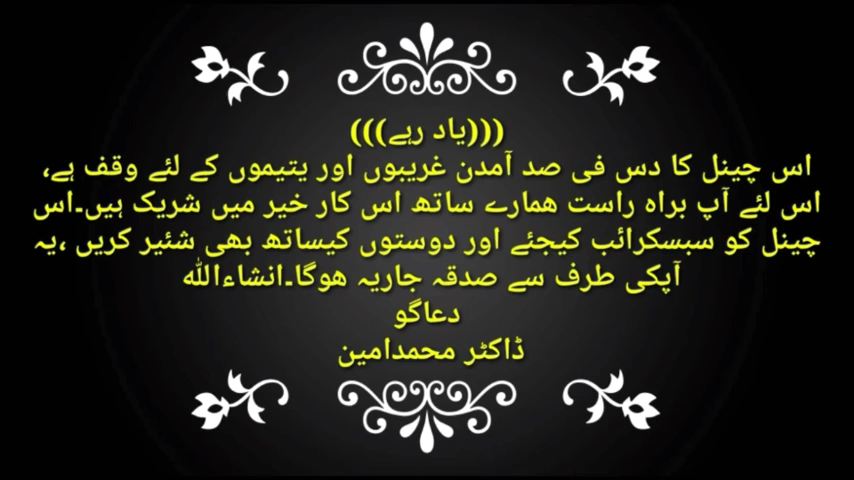 (((یاد رہے)))
اس چینل کا دس فی صد آمدن غریبوں اور یتیموں کے لئے وقف ہے،
اس لئے آپ براہ راست ھمارے ساتھ اس کار خیر میں شریک ہیں۔اس
چینل کو سبسکرائب کیجئے اور دوستوں کیساتھ بھی شئیر کریں ،یہ
آپکی طرف سے صدقہ جاریہ ھوگا۔انشاءاللہ
دعاگو
ڈاکٹر محمدامین